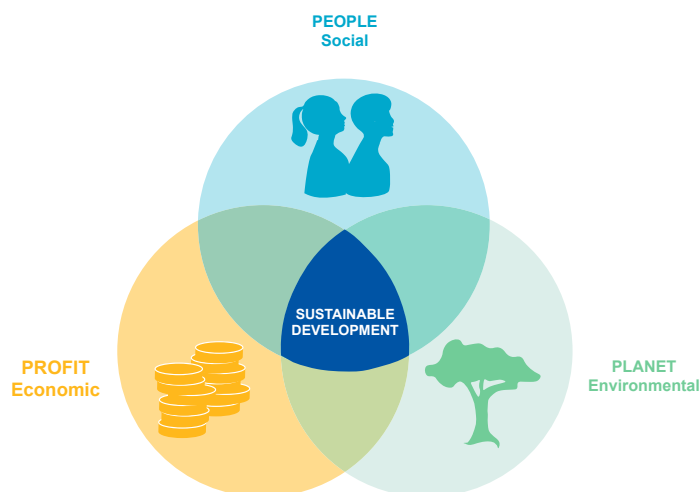 PEOPLE
Social
SUSTAINABLE
DEVELOPMENT
PROFIT
Economic
PLANET
Environmental